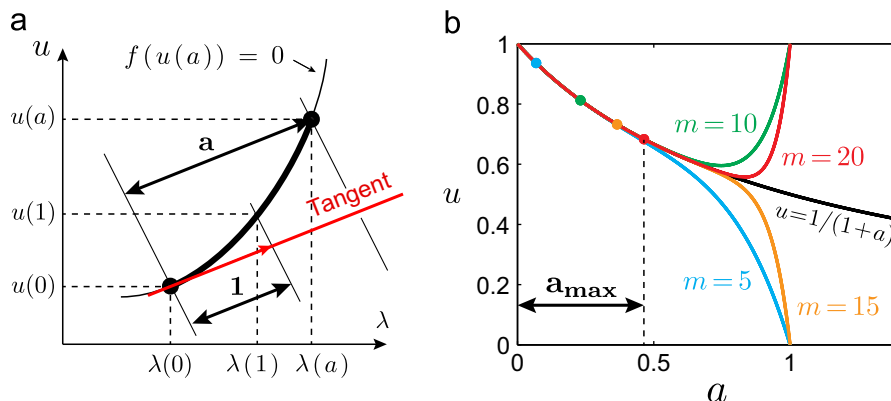 a
u
f(u(a)) = 0
u(a)
a
u(1)
Tangent
u(0)
1
λ
λ(0)
λ(1)
λ(a)
b
1
0.8
0.6
0.4
0.2
0
u
m = 10
m = 20
u=1/(1+a)
m = 5
m = 15
a_max
0
0.5
1
a